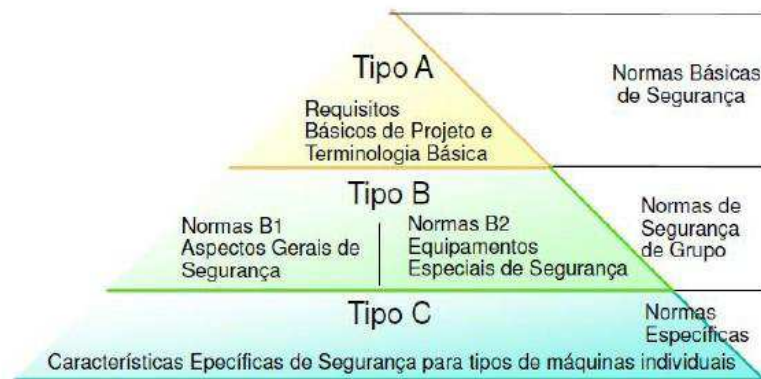 Tipo A
Requisitos
Básicos de Projeto e
Terminologia Básica
Normas Básicas
de Segurança
Tipo B
Normas B1
Aspectos Gerais de
Segurança
Normas B2
Equipamentos
Especiais de Segurança
Normas de
Segurança
de Grupo
Tipo C
Características Epecíficas de Segurança para tipos de máquinas individuais
Normas
Específicas